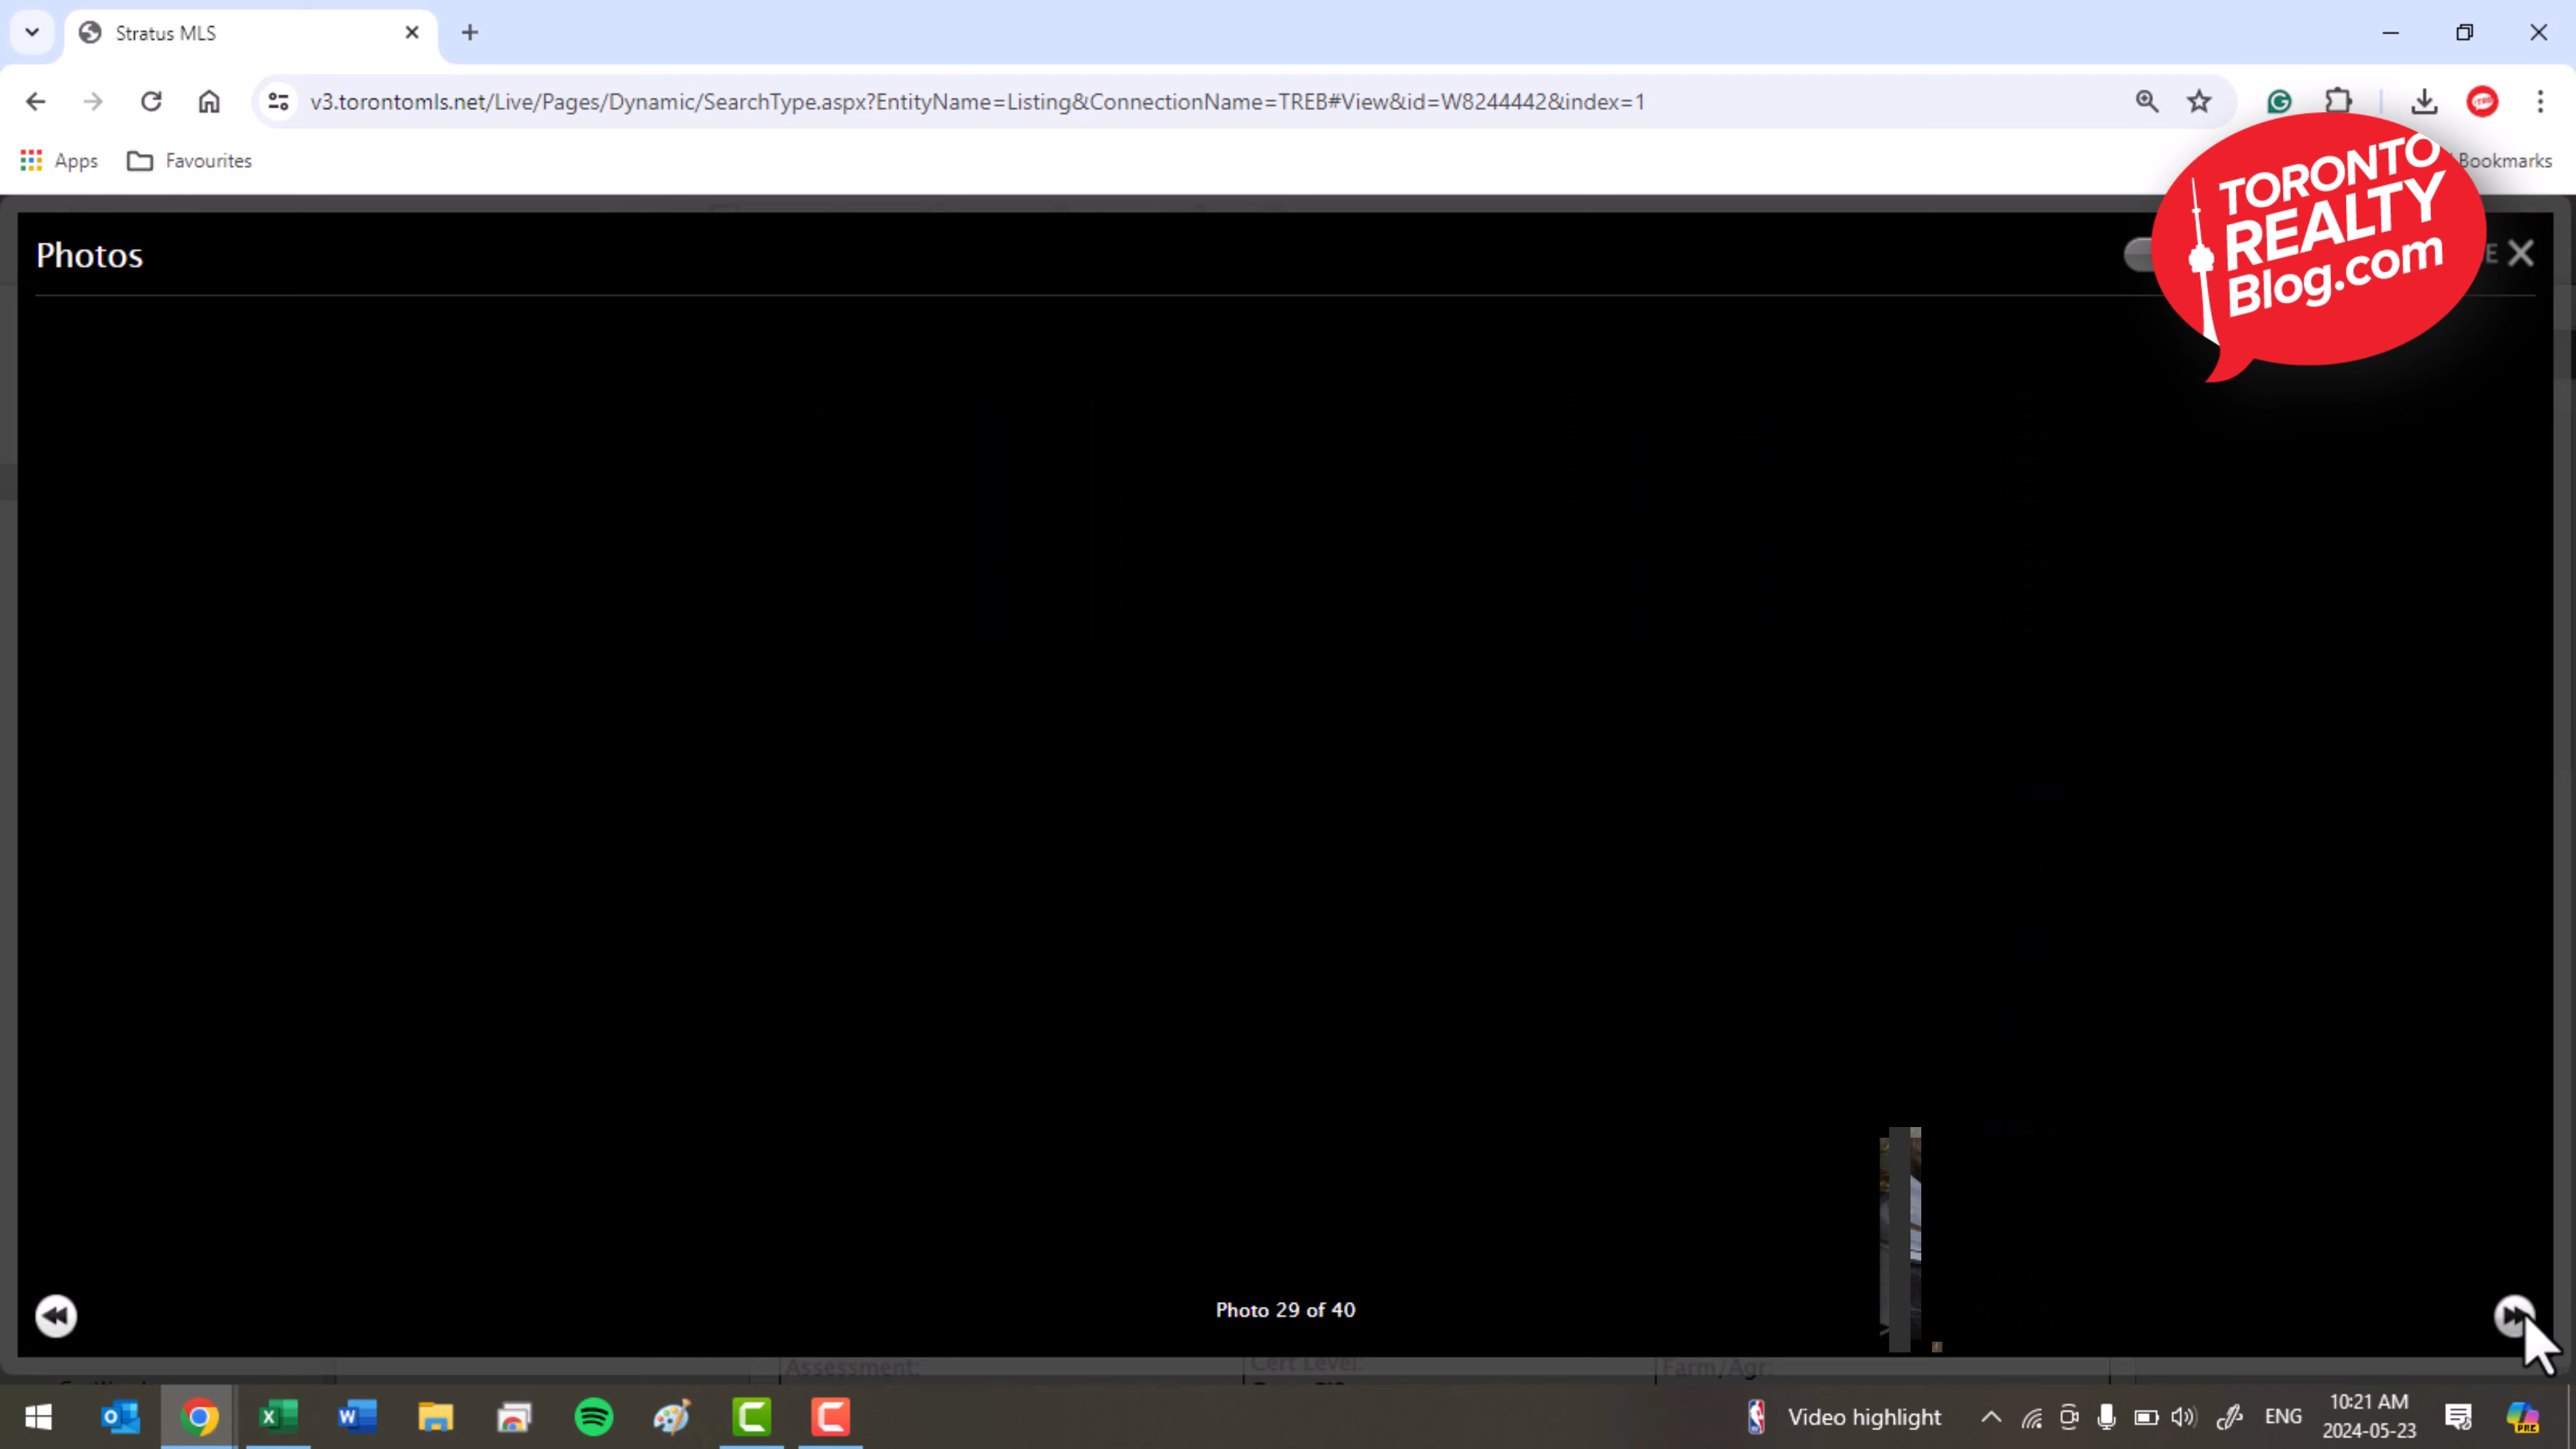 Stratus MLS
v3.torontomls.net/Live/Pages/Dynamic/SearchType.aspx?EntityName=Listing&ConnectionName=TREB#View&id=W8244442&index=1
Apps
Favourites
Bookmarks
TORONTO
REALTY
Blog.com
Photos
E
Photo 29 of 40
Assessment:
Cert Level:
Farm/Agr:
Video highlight
ENG
10:21 AM
2024-05-23
PRE